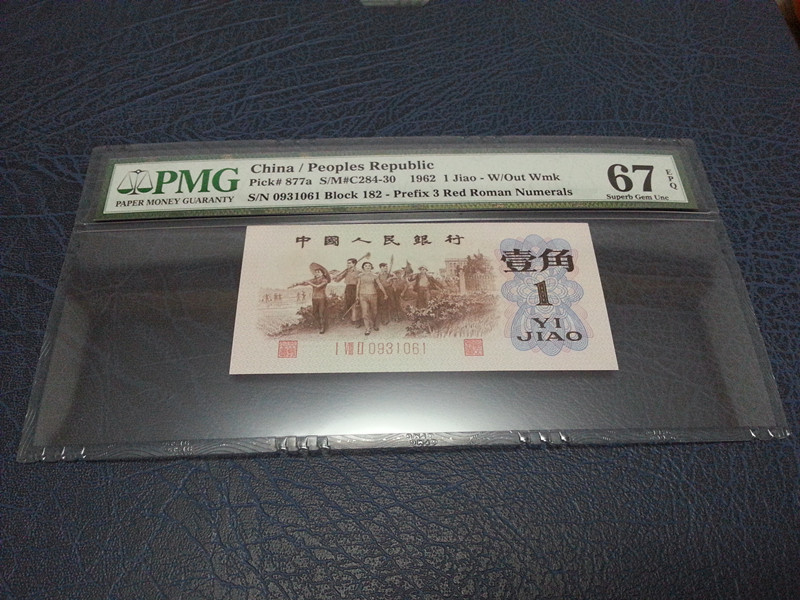 PMG
PAPER MONEY GUARANTY
China / Peoples Republic
Pick# 877a S/M#C284-30 1962 1 Jiao - W/Out Wmk
S/N 0931061 Block 182 - Prefix 3 Red Roman Numerals
67
EPQ
Superb Gem Unc
中國人民銀行
壹角
1
YI
JIAO
I VIII II 0931061